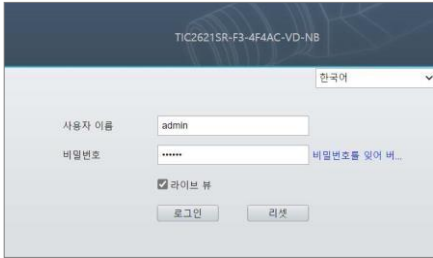 TIC2621SR-F3-4F4AC-VD-NB
한국어
사용자 이름 admin
비밀번호 •••••• 비밀번호를 잊어 버...
라이브 뷰
로그인 리셋